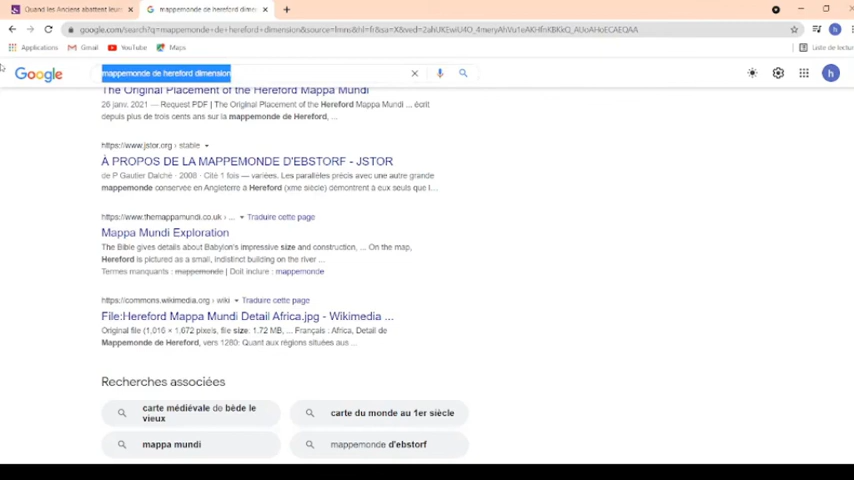 Quand les Anciens abattent leurs
mappemonde de hereford dimens
google.com/search?q=mappemonde+de+hereford+dimension&source=
Applications Gmail YouTube Maps Liste de lectur
Google mappemonde de hereford dimension h
The Original Placement of the Hereford Mappa Mundi
26 janv. 2021 — Request PDF | The Original Placement of the Hereford Mappa Mundi ... écrit
depuis plus de trois cents ans sur la mappemonde de Hereford, ...
https://www.jstor.org › stable
À PROPOS DE LA MAPPEMONDE D'EBSTORF - JSTOR
de P Gautier Dalché · 2008 · Cité 1 fois — variées. Les parallèles précis avec une autre grande
mappemonde conservée en Angleterre à Hereford (xme siècle) démontrent à eux seuls que l...
https://www.themappamundi.co.uk › ... Traduire cette page
Mappa Mundi Exploration
The Bible gives details about Babylon's impressive size and construction, ... On the map,
Hereford is pictured as a small, indistinct building on the river ...
Termes manquants : mappemonde | Doit inclure : mappemonde
https://commons.wikimedia.org › wiki Traduire cette page
File:Hereford Mappa Mundi Detail Africa.jpg - Wikimedia ...
Original file (1,016 × 1,672 pixels, file size: 1.72 MB, ... Français : Africa, Detail de
Mappemonde de Hereford, vers 1280: Quant aux régions situées aus ...
Recherches associées
carte médiévale de bède le
vieux
carte du monde au 1er siècle
mappa mundi
mappemonde d'ebstorf